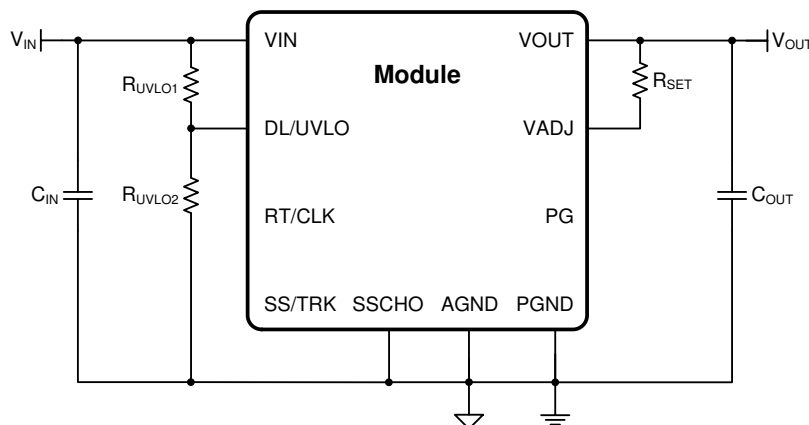 VIN
VIN
VOUT
VOUT
Module
RUVLO1
RSET
DL/UVLO
VADJ
CIN
RUVLO2
COUT
RT/CLK
PG
SS/TRK
SSCHO
AGND
PGND